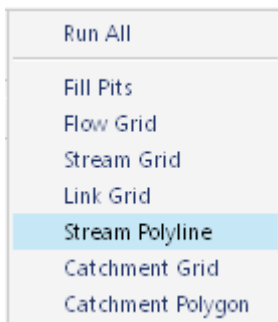 Run All
Fill Pits
Flow Grid
Stream Grid
Link Grid
Stream Polyline
Catchment Grid
Catchment Polygon